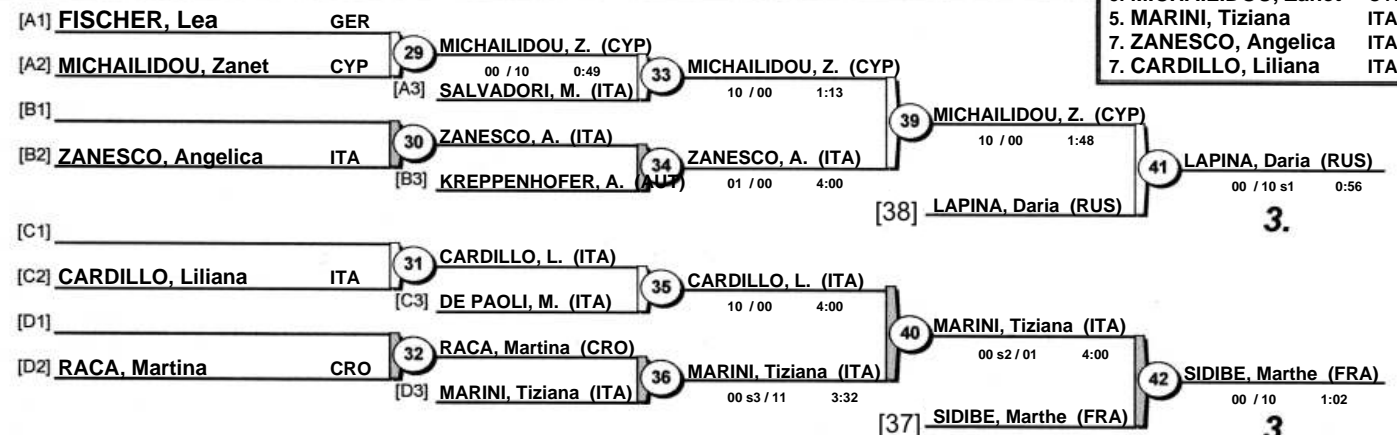 5. MARINI, Tiziana ITA
7. ZANESCO, Angelica ITA
7. CARDILLO, Liliana ITA
[A1] FISCHER, Lea GER
29 MICHAILIDOU, Z. (CYP)
[A2] MICHAILIDOU, Zanet CYP
00 / 10 0:49
33 MICHAILIDOU, Z. (CYP)
[A3] SALVADORI, M. (ITA)
10 / 00 1:13
[B1]
39 MICHAILIDOU, Z. (CYP)
30 ZANESCO, A. (ITA)
10 / 00 1:48
[B2] ZANESCO, Angelica ITA
34 ZANESCO, A. (ITA)
41 LAPINA, Daria (RUS)
[B3] KREPPENHOFER, A. (AUT)
01 / 00 4:00
00 / 10 s1 0:56
[38] LAPINA, Daria (RUS)
3.
[C1]
31 CARDILLO, L. (ITA)
[C2] CARDILLO, Liliana ITA
35 CARDILLO, L. (ITA)
[C3] DE PAOLI, M. (ITA)
10 / 00 4:00
[D1]
40 MARINI, Tiziana (ITA)
32 RACA, Martina (CRO)
00 s2 / 01 4:00
[D2] RACA, Martina CRO
36 MARINI, Tiziana (ITA)
42 SIDIBE, Marthe (FRA)
[D3] MARINI, Tiziana (ITA)
00 s3 / 11 3:32
00 / 10 1:02
[37] SIDIBE, Marthe (FRA)
3